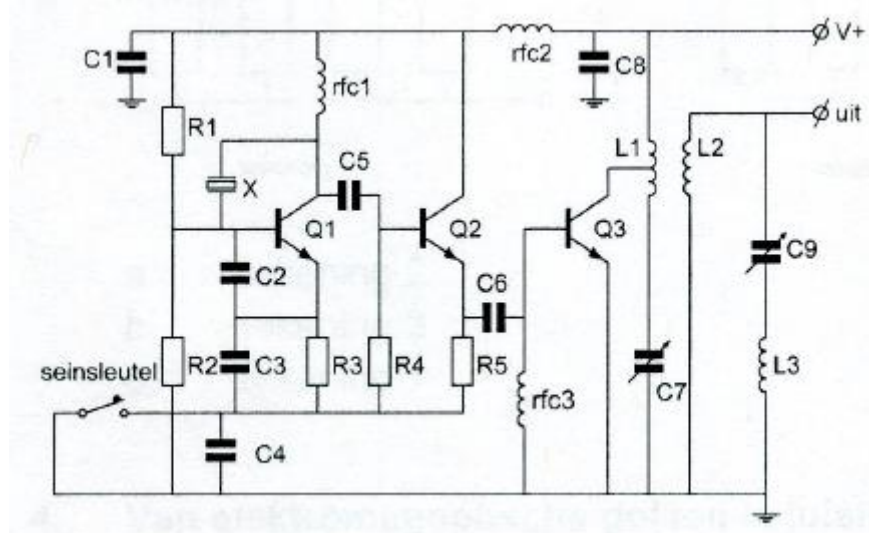 V+
C1
rfc2
C8
rfc1
uit
R1
C5
L1
L2
X
Q1
Q2
Q3
C9
C2
C6
seinsleutel
R2
C3
R3
R4
R5
L3
rfc3
C7
C4